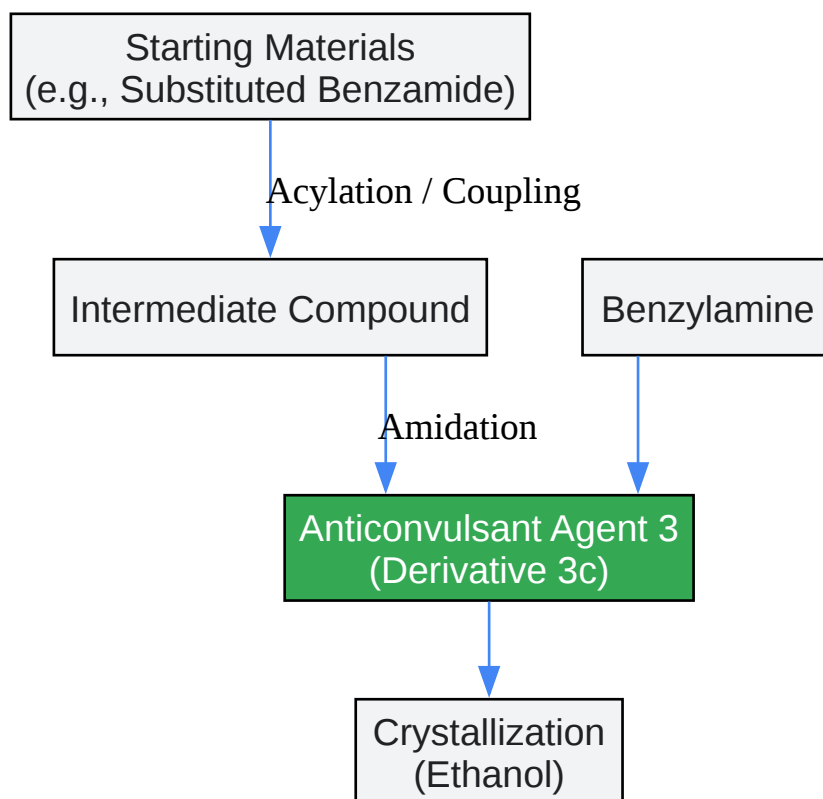 Starting Materials
(e.g., Substituted Benzamide)
Acylation / Coupling
Intermediate Compound
Benzylamine
Amidation
Anticonvulsant Agent 3
(Derivative 3c)
Crystallization
(Ethanol)